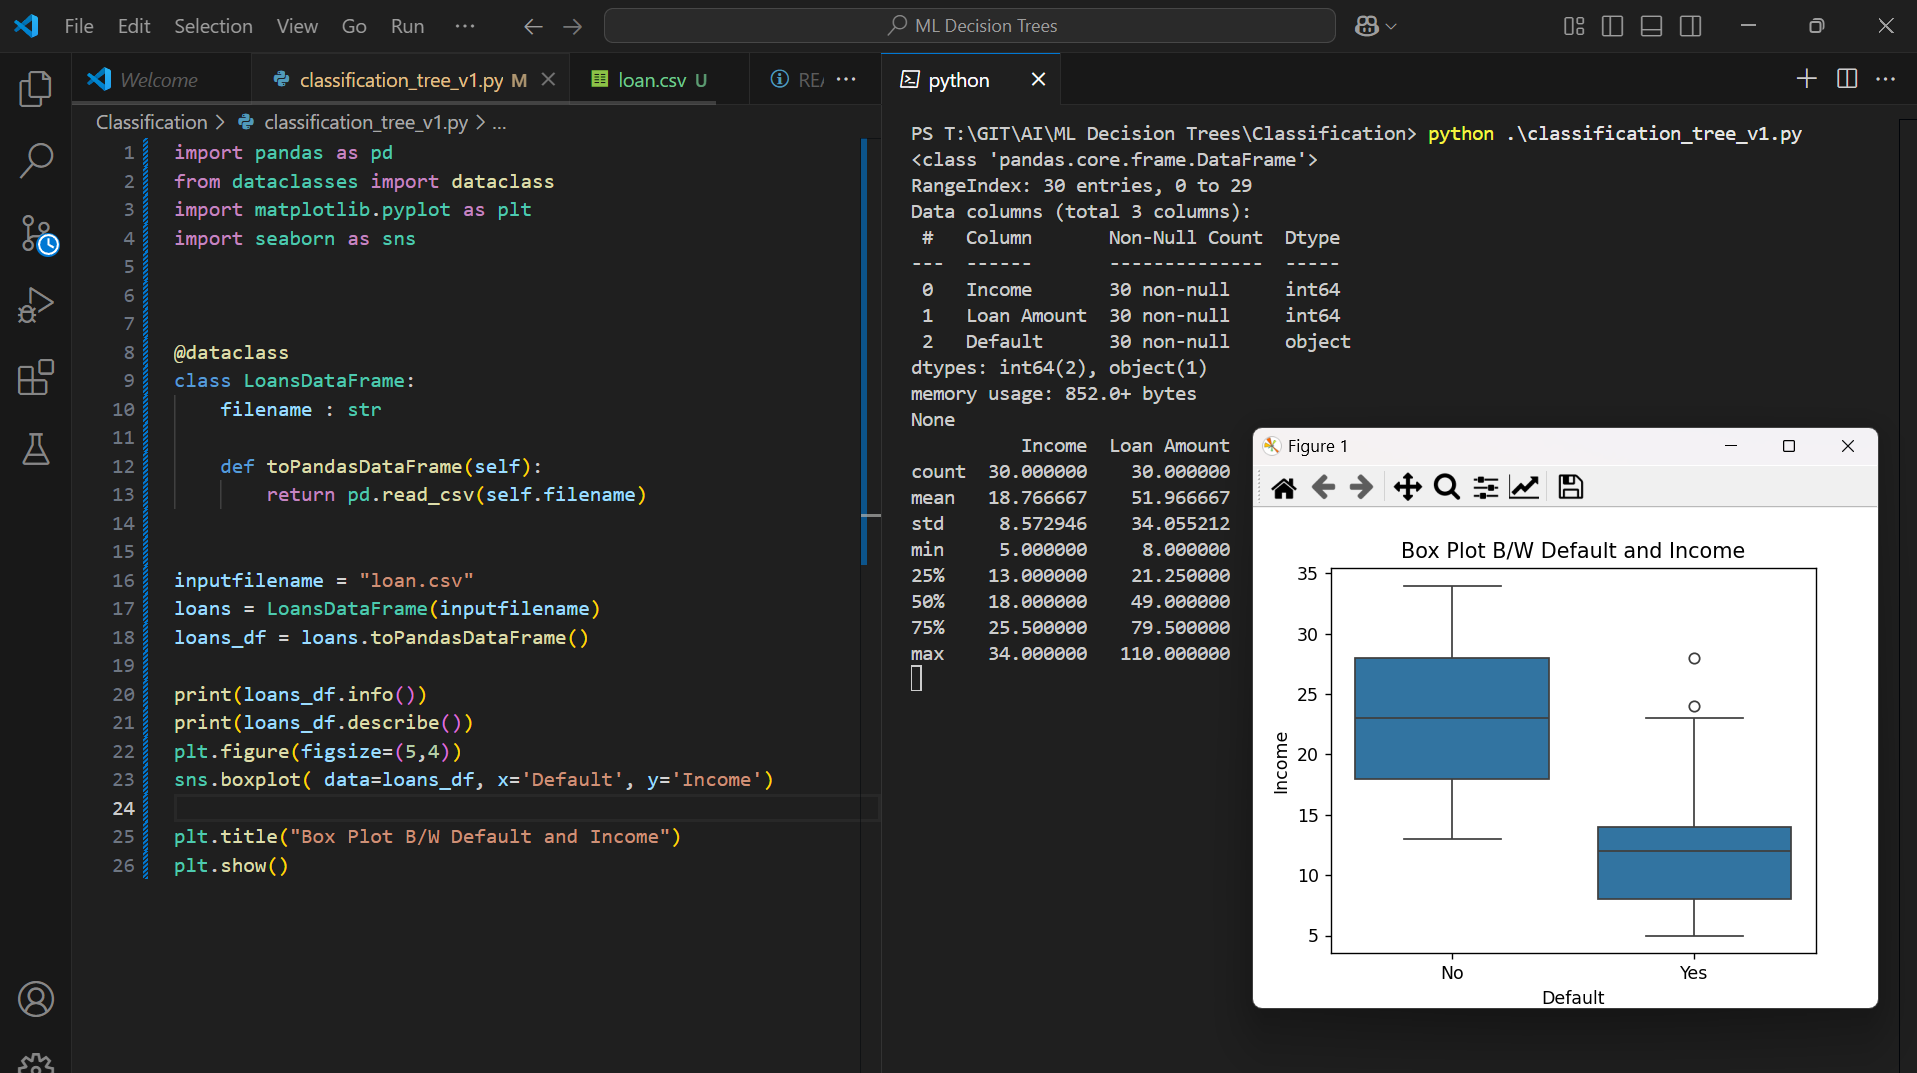 File Edit Selection View Go Run ··· ML Decision Trees
Welcome classification_tree_v1.py M loan.csv U REA ···
Classification > classification_tree_v1.py > ...
1 import pandas as pd
2 from dataclasses import dataclass
3 import matplotlib.pyplot as plt
4 import seaborn as sns
5
6
7
8 @dataclass
9 class LoansDataFrame:
10 filename : str
11
12 def toPandasDataFrame(self):
13 return pd.read_csv(self.filename)
14
15
16 inputfilename = "loan.csv"
17 loans = LoansDataFrame(inputfilename)
18 loans_df = loans.toPandasDataFrame()
19
20 print(loans_df.info())
21 print(loans_df.describe())
22 plt.figure(figsize=(5,4))
23 sns.boxplot( data=loans_df, x='Default', y='Income')
24
25 plt.title("Box Plot B/W Default and Income")
26 plt.show()
python
PS T:\GIT\AI\ML Decision Trees\Classification> python .\classification_tree_v1.py
<class 'pandas.core.frame.DataFrame'>
RangeIndex: 30 entries, 0 to 29
Data columns (total 3 columns):
# Column Non-Null Count Dtype
--- ------ -------------- -----
0 Income 30 non-null int64
1 Loan Amount 30 non-null int64
2 Default 30 non-null object
dtypes: int64(2), object(1)
memory usage: 852.0+ bytes
None
Income Loan Amount
count 30.000000 30.000000
mean 18.766667 51.966667
std 8.572946 34.055212
min 5.000000 8.000000
25% 13.000000 21.250000
50% 18.000000 49.000000
75% 25.500000 79.500000
max 34.000000 110.000000
Figure 1
Box Plot B/W Default and Income
35
30
25
20
15
10
5
Income
No Yes
Default